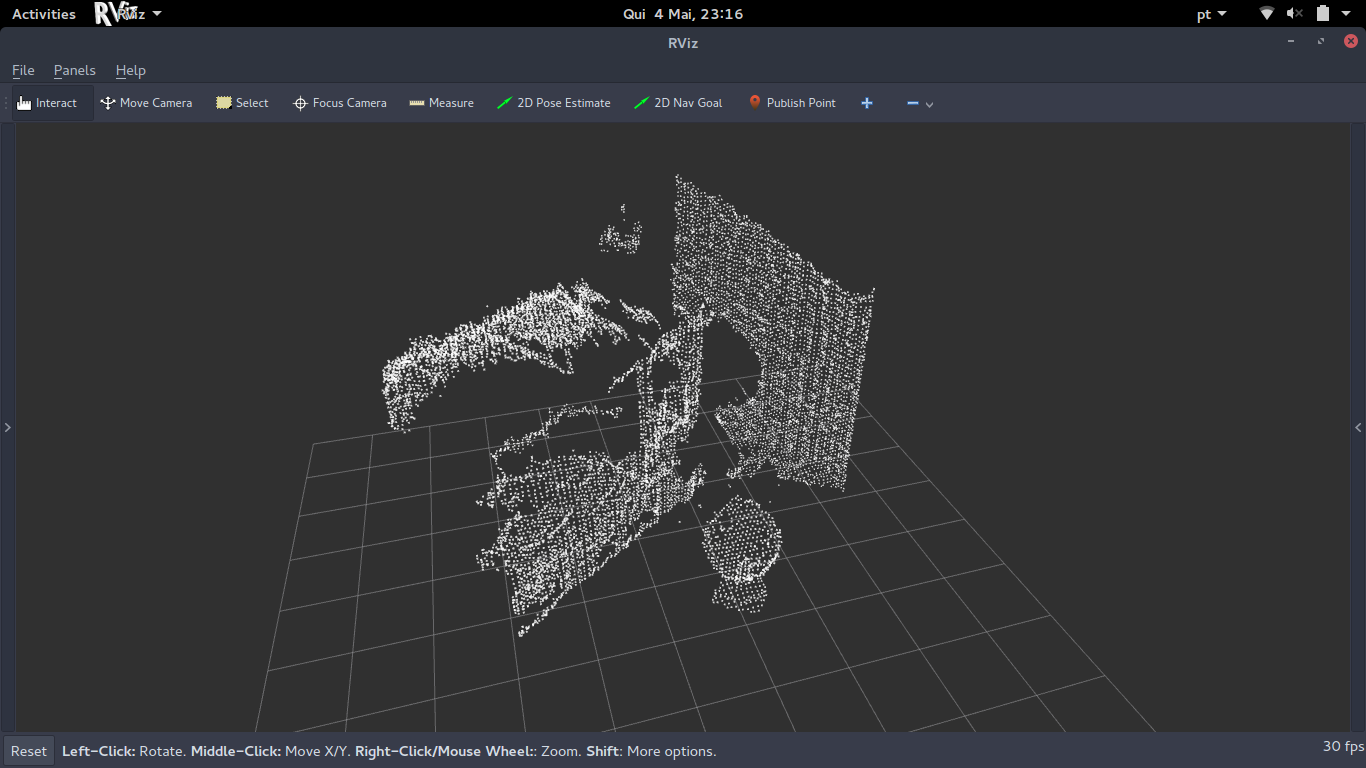 Activities RViz Qui 4 Mai, 23:16 pt
RViz
File Panels Help
Interact Move Camera Select Focus Camera Measure 2D Pose Estimate 2D Nav Goal Publish Point
Reset Left-Click: Rotate. Middle-Click: Move X/Y. Right-Click/Mouse Wheel:: Zoom. Shift: More options. 30 fps